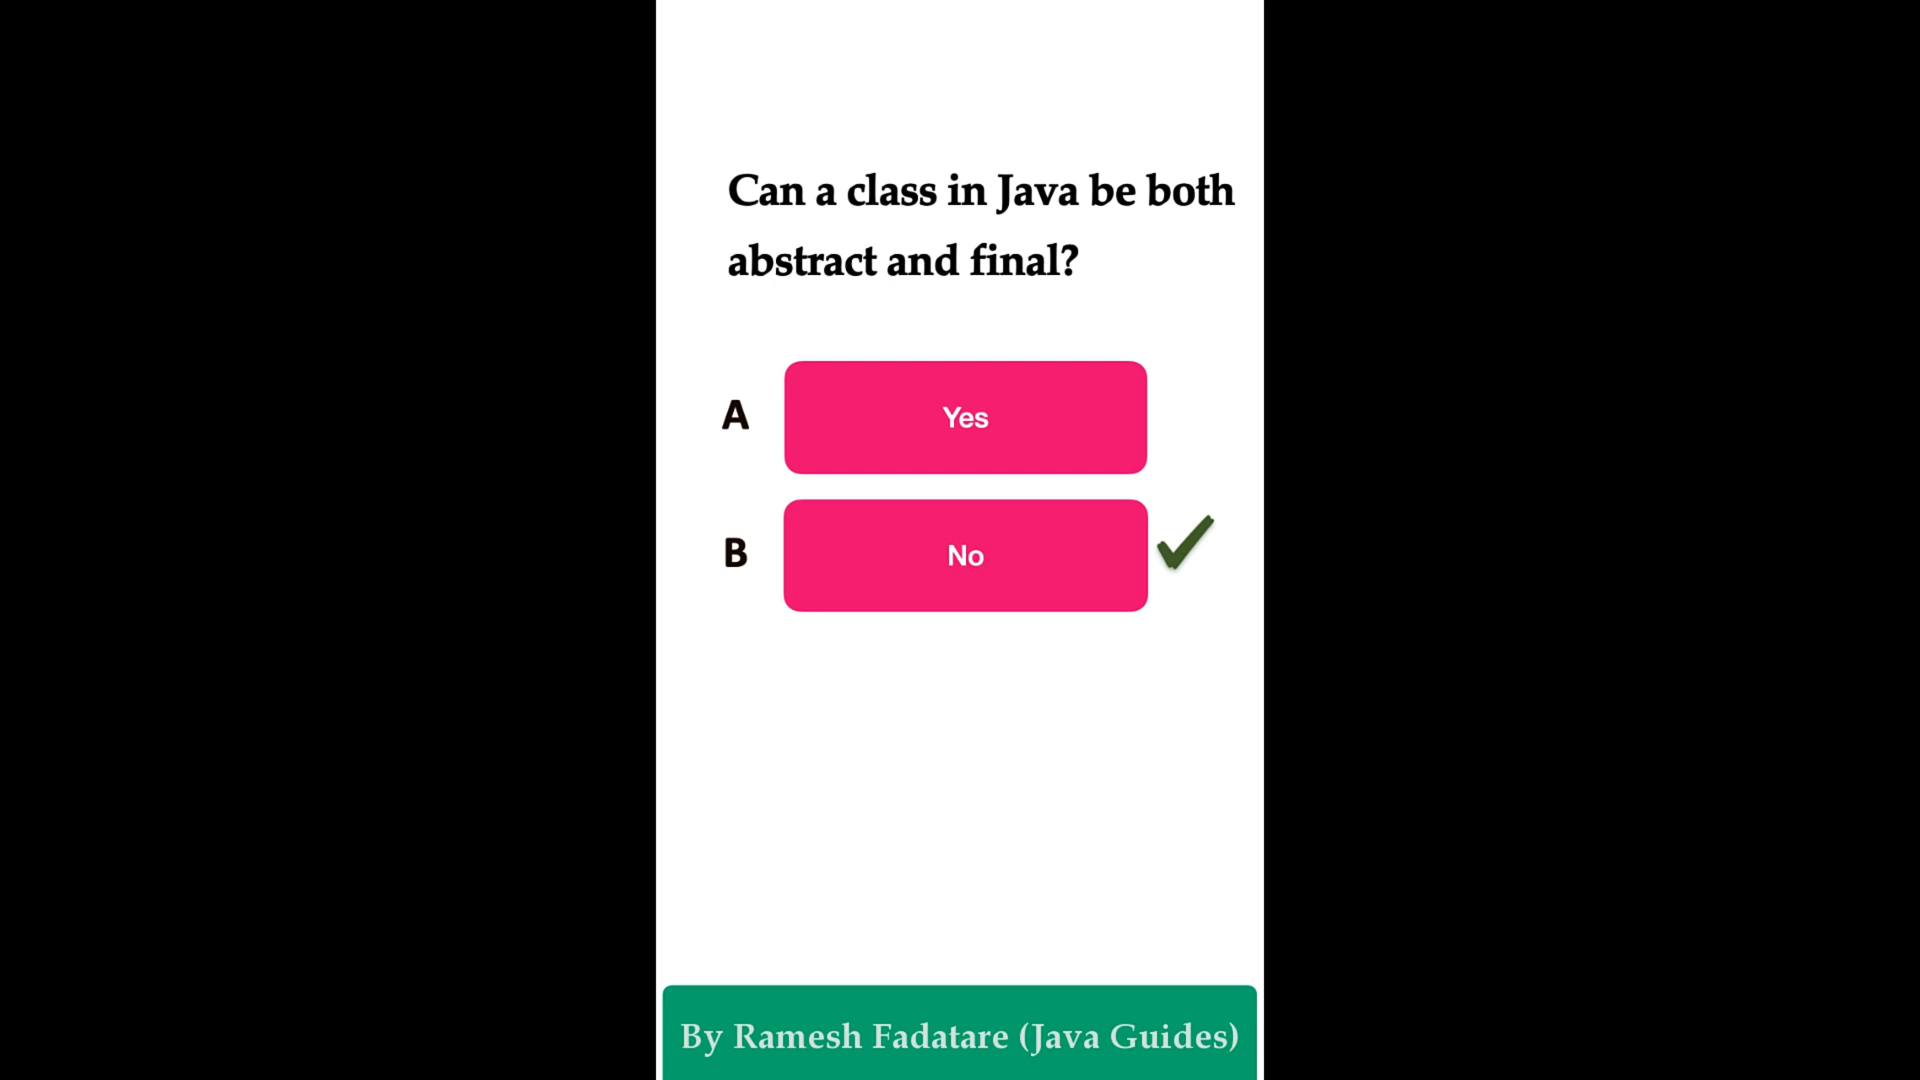 Can a class in Java be both
abstract and final?
A
Yes
B
No
By Ramesh Fadatare (Java Guides)